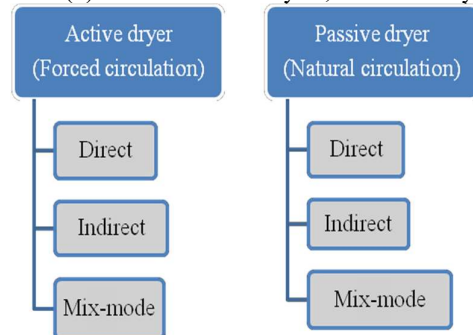 Active dryer
(Forced circulation)
Direct
Indirect
Mix-mode
Passive dryer
(Natural circulation)
Direct
Indirect
Mix-mode